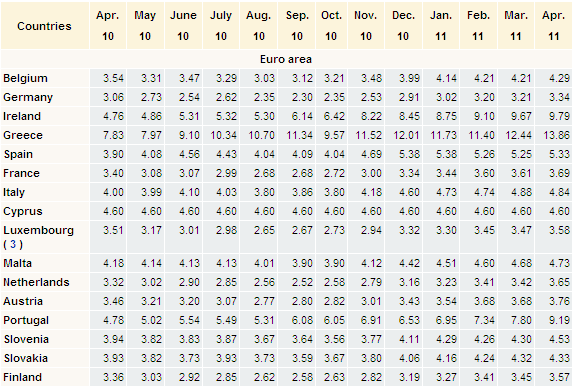 Countries Apr. 10 May 10 June 10 July 10 Aug. 10 Sep. 10 Oct. 10 Nov. 10 Dec. 10 Jan. 11 Feb. 11 Mar. 11 Apr. 11
Euro area
Belgium 3.54 3.31 3.47 3.29 3.03 3.12 3.21 3.48 3.99 4.14 4.21 4.21 4.29
Germany 3.06 2.73 2.54 2.62 2.35 2.30 2.35 2.53 2.91 3.02 3.20 3.21 3.34
Ireland 4.76 4.86 5.31 5.32 5.30 6.14 6.42 8.22 8.45 8.75 9.10 9.67 9.79
Greece 7.83 7.97 9.10 10.34 10.70 11.34 9.57 11.52 12.01 11.73 11.40 12.44 13.86
Spain 3.90 4.08 4.56 4.43 4.04 4.09 4.04 4.69 5.38 5.38 5.26 5.25 5.33
France 3.40 3.08 3.07 2.99 2.68 2.68 2.72 3.00 3.34 3.44 3.60 3.61 3.69
Italy 4.00 3.99 4.10 4.03 3.80 3.86 3.80 4.18 4.60 4.73 4.74 4.88 4.84
Cyprus 4.60 4.60 4.60 4.60 4.60 4.60 4.60 4.60 4.60 4.60 4.60 4.60 4.60
Luxembourg ( 3 ) 3.51 3.17 3.01 2.98 2.65 2.67 2.73 2.94 3.32 3.30 3.45 3.47 3.58
Malta 4.18 4.14 4.13 4.13 4.01 3.90 3.90 4.12 4.42 4.51 4.60 4.68 4.73
Netherlands 3.32 3.02 2.90 2.85 2.56 2.52 2.58 2.79 3.16 3.23 3.41 3.42 3.65
Austria 3.46 3.21 3.20 3.07 2.77 2.80 2.82 3.01 3.43 3.54 3.68 3.68 3.76
Portugal 4.78 5.02 5.54 5.49 5.31 6.08 6.05 6.91 6.53 6.95 7.34 7.80 9.19
Slovenia 3.94 3.82 3.83 3.87 3.67 3.64 3.56 3.77 4.11 4.29 4.26 4.30 4.53
Slovakia 3.93 3.82 3.73 3.93 3.73 3.59 3.67 3.80 4.06 4.16 4.24 4.32 4.33
Finland 3.36 3.03 2.92 2.85 2.62 2.58 2.63 2.82 3.19 3.27 3.41 3.45 3.57